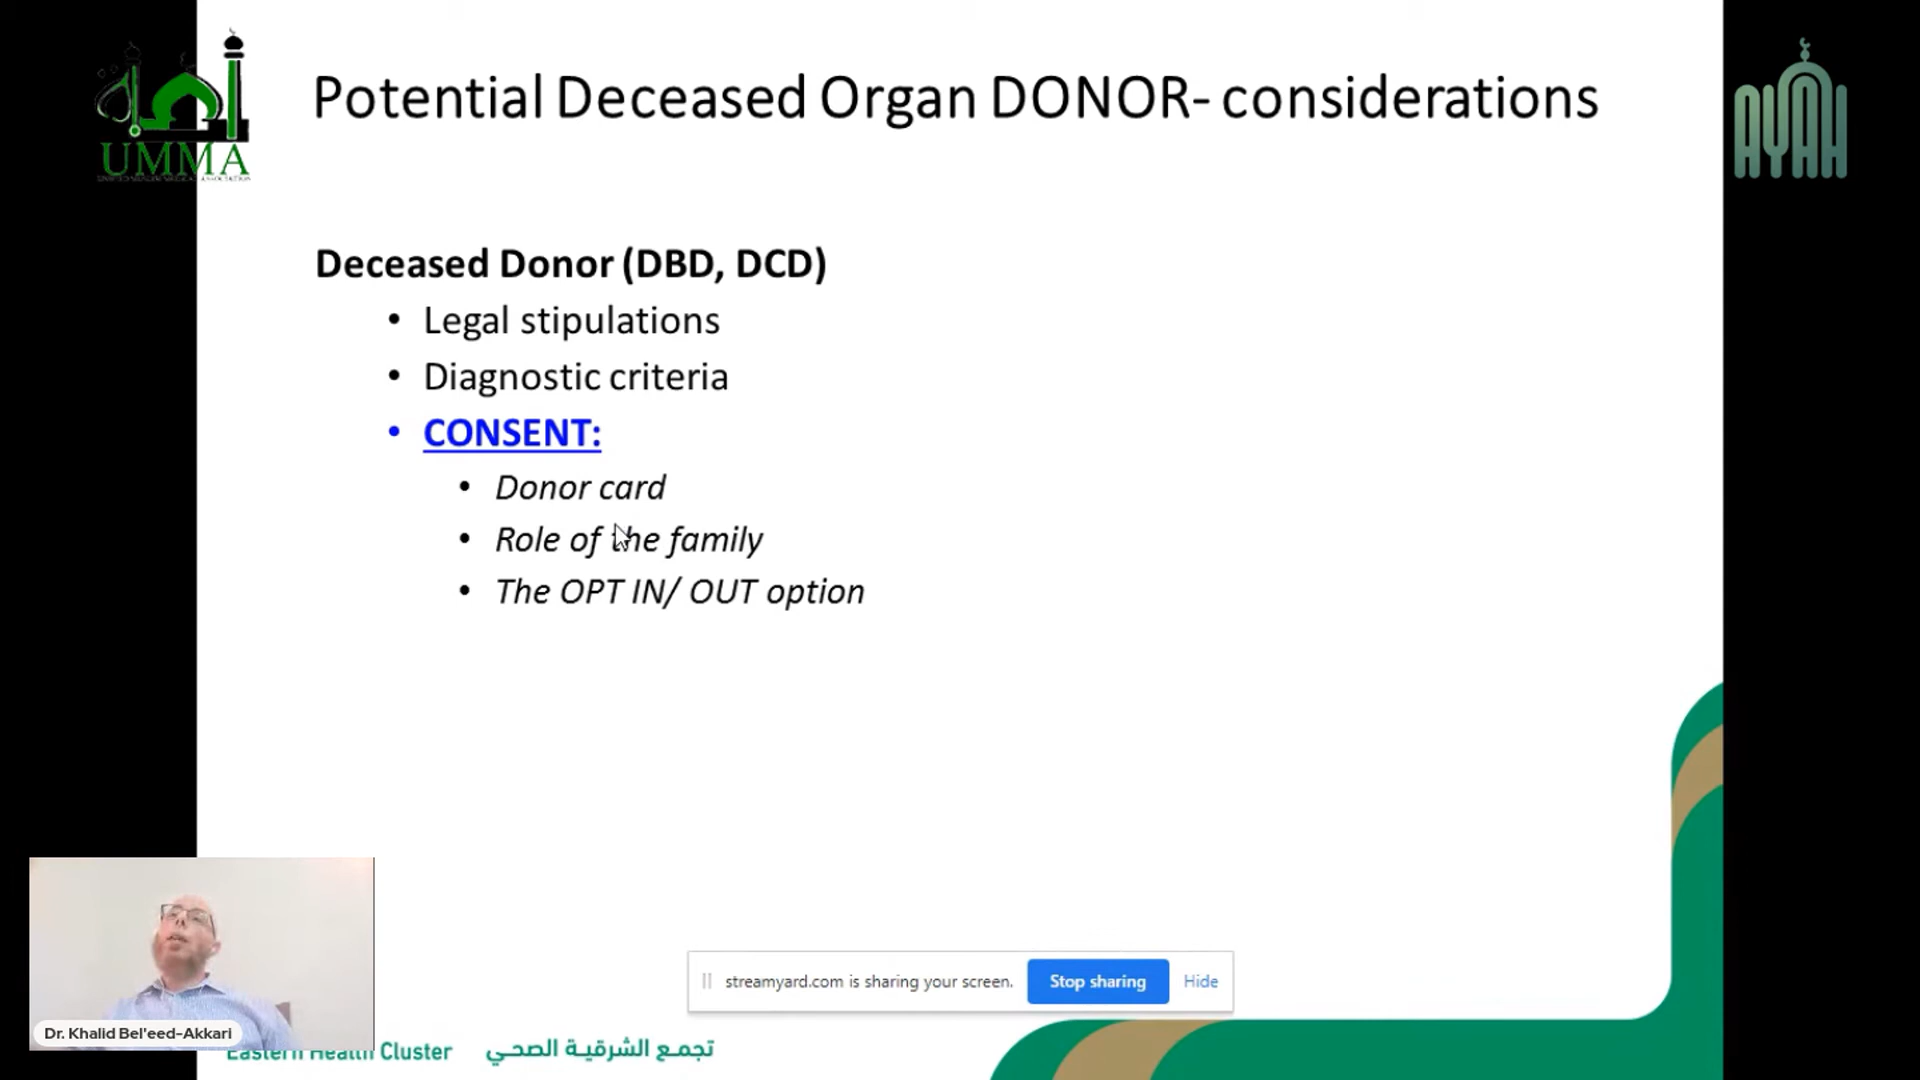 UMMA
AYAH
Potential Deceased Organ DONOR- considerations
Deceased Donor (DBD, DCD)
• Legal stipulations
• Diagnostic criteria
• CONSENT:
• Donor card
• Role of the family
• The OPT IN/ OUT option
streamyard.com is sharing your screen.
Stop sharing
Hide
Dr. Khalid Bel'eed-Akkari
Eastern Health Cluster
تجمع الشرقية الصحي